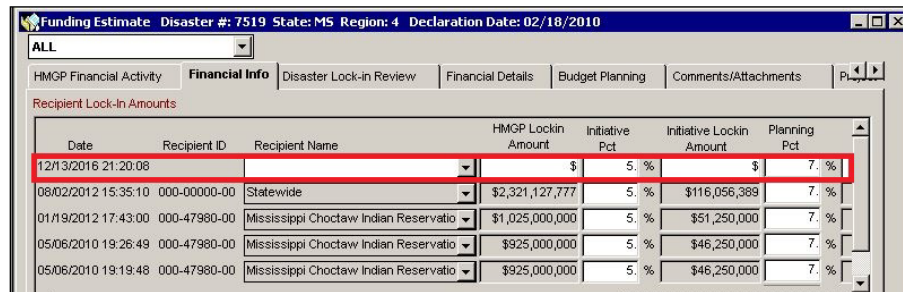 Funding Estimate Disaster #: 7519 State: MS Region: 4 Declaration Date: 02/18/2010
ALL
HMGP Financial Activity Financial Info Disaster Lock-in Review Financial Details Budget Planning Comments/Attachments
Recipient Lock-In Amounts
Date Recipient ID Recipient Name HMGP Lockin Amount Initiative Pct Initiative Lockin Amount Planning Pct
12/13/2016 21:20:08 $ 5. % $ 7. %
08/02/2012 15:35:10 000-00000-00 Statewide $2,321,127,777 5. % $116,056,389 7. %
01/19/2012 17:43:00 000-47980-00 Mississippi Choctaw Indian Reservatio $1,025,000,000 5. % $51,250,000 7. %
05/06/2010 19:26:49 000-47980-00 Mississippi Choctaw Indian Reservatio $925,000,000 5. % $46,250,000 7. %
05/06/2010 19:19:48 000-47980-00 Mississippi Choctaw Indian Reservatio $925,000,000 5. % $46,250,000 7. %